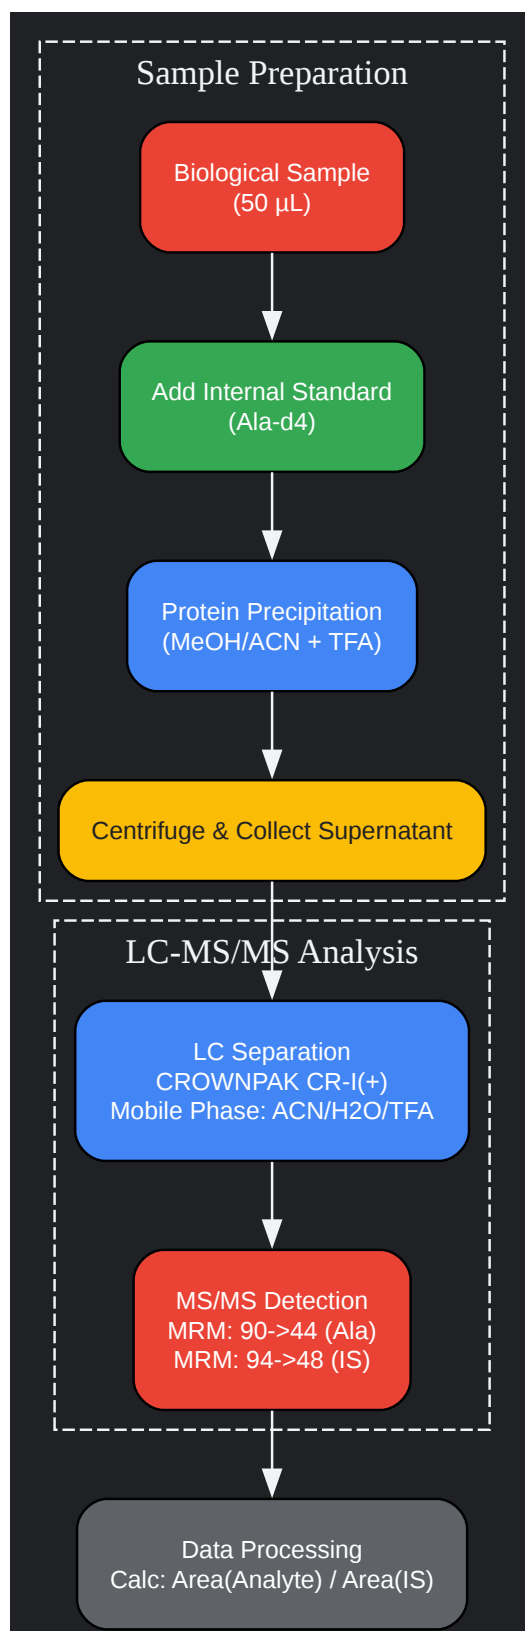 Sample Preparation
Biological Sample
(50 µL)
Add Internal Standard
(Ala-d4)
Protein Precipitation
(MeOH/ACN + TFA)
Centrifuge & Collect Supernatant
LC-MS/MS Analysis
LC Separation
CROWNPAK CR-I(+)
Mobile Phase: ACN/H2O/TFA
MS/MS Detection
MRM: 90->44 (Ala)
MRM: 94->48 (IS)
Data Processing
Calc: Area(Analyte) / Area(IS)